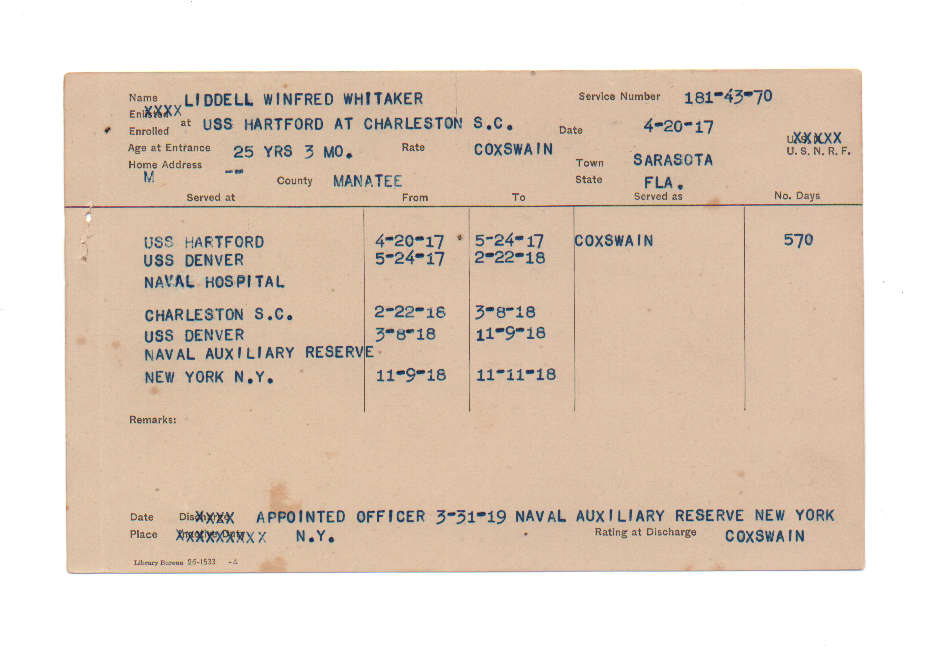 Name LIDDELL WINFRED WHITAKER Service Number 181-43-70
Enrolled at USS HARTFORD AT CHARLESTON S.C. Date 4-20-17
Age at Entrance 25 YRS 3 MO. Rate COXSWAIN U. S. N. R. F.
Home Address -- Town SARASOTA
M County MANATEE State FLA.
Served at From To Served as No. Days
USS HARTFORD 4-20-17 5-24-17 COXSWAIN 570
USS DENVER 5-24-17 2-22-18
NAVAL HOSPITAL
CHARLESTON S.C. 2-22-18 3-8-18
USS DENVER 3-8-18 11-9-18
NAVAL AUXILIARY RESERVE
NEW YORK N.Y. 11-9-18 11-11-18
Remarks:
Date APPOINTED OFFICER 3-31-19 NAVAL AUXILIARY RESERVE NEW YORK
Place N.Y. Rating at Discharge COXSWAIN
Library Bureau 26-1533 -A